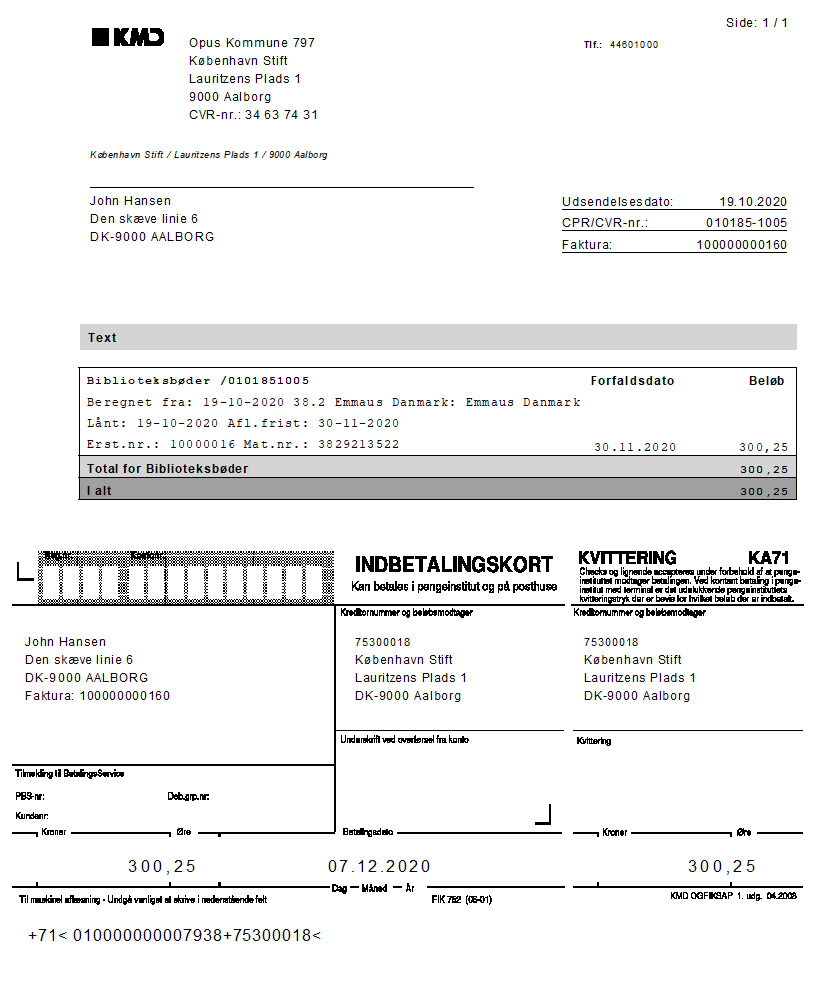 Side: 1 / 1
KMD
Opus Kommune 797
Tlf.: 44601000
København Stift
Lauritzens Plads 1
9000 Aalborg
CVR-nr.: 34 63 74 31
København Stift / Lauritzens Plads 1 / 9000 Aalborg
John Hansen
Den skæve linie 6
DK-9000 AALBORG
Udsendelsesdato: 19.10.2020
CPR/CVR-nr.: 010185-1005
Faktura: 100000000160
Text
Biblioteksbøder /0101851005 Forfaldsdato Beløb
Beregnet fra: 19-10-2020 38.2 Emmaus Danmark: Emmaus Danmark
Lånt: 19-10-2020 Afl.frist: 30-11-2020
Erst.nr.: 10000016 Mat.nr.: 3829213522 30.11.2020 300,25
Total for Biblioteksbøder 300,25
I alt 300,25
INDBETALINGSKORT
Kan betales i pengeinstitut og på posthuse
KVITTERING KA71
Checks og lignende accepteres under forbehold af at penge-
institutet modtager betalingen. Ved kontant betaling i penge-
institut med terminal er det udelukkende pengeinstitutets
kvitteringstryk der er bevis for hvilket beløb der er indbetalt.
Kreditornummer og beløbsmodtager
Kreditornummer og beløbsmodtager
John Hansen
Den skæve linie 6
DK-9000 AALBORG
Faktura: 100000000160
75300018
København Stift
Lauritzens Plads 1
DK-9000 Aalborg
75300018
København Stift
Lauritzens Plads 1
DK-9000 Aalborg
Underskrift ved overførsel fra konto
Kvittering
Tilmelding til BetalingsService
PBS-nr: Deb.grp.nr:
Kundenr:
Kroner Øre Betalingsdato Kroner Øre
300,25 07.12.2020 300,25
Dag Måned År
Til maskinel aflæsning - Undgå venligst at skrive i nedenstående felt
FIK 752 (08-01)
KMD OGFIKSAP 1. udg. 04.2008
+71< 010000000007938+75300018<